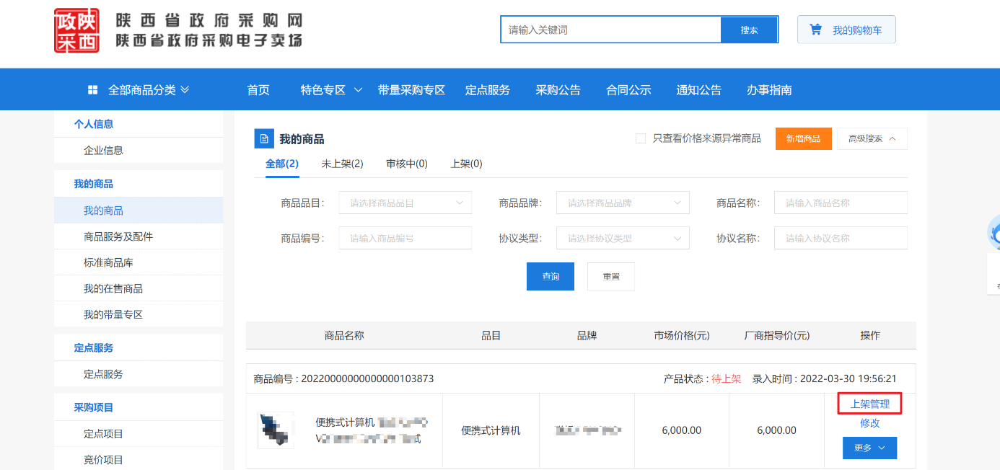 政陕
采西
陕西省政府采购网
陕西省政府采购电子卖场
请输入关键词
搜索
我的购物车
全部商品分类
首页
特色专区
带量采购专区
定点服务
采购公告
合同公示
通知公告
办事指南
个人信息
企业信息
我的商品
我的商品
商品服务及配件
标准商品库
我的在售商品
我的带量专区
定点服务
定点服务
采购项目
定点项目
竞价项目
我的商品
只查看价格来源异常商品
新增商品
高级搜索
全部(2)
未上架(2)
审核中(0)
上架(0)
商品品目：
请选择商品品目
商品品牌：
请选择商品品牌
商品名称：
请输入商品名称
商品编号：
请输入商品编号
协议类型：
请选择协议类型
协议名称：
请输入协议名称
查询
重置
商品名称
品目
品牌
市场价格(元)
厂商指导价(元)
操作
商品编号 : 20220000000000000103873
产品状态 : 待上架
录入时间 : 2022-03-30 19:56:21
便携式计算机
便携式计算机
6,000.00
6,000.00
上架管理
修改
更多